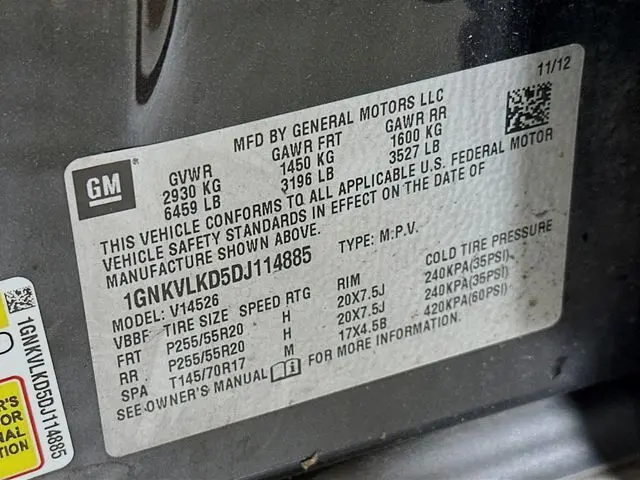 11/12
MFD BY GENERAL MOTORS LLC
GM
GVWR GAWR FRT GAWR RR
2930 KG 1450 KG 1600 KG
6459 LB 3196 LB 3527 LB
THIS VEHICLE CONFORMS TO ALL APPLICABLE U.S. FEDERAL MOTOR
VEHICLE SAFETY STANDARDS IN EFFECT ON THE DATE OF
MANUFACTURE SHOWN ABOVE.
1GNKVLKD5DJ114885 TYPE: M.P.V.
MODEL: V14526
VBBF TIRE SIZE SPEED RTG RIM COLD TIRE PRESSURE
FRT P255/55R20 H 20X7.5J 240KPA(35PSI)
RR P255/55R20 H 20X7.5J 240KPA(35PSI)
SPA T145/70R17 M 17X4.5B 420KPA(60PSI)
SEE OWNER'S MANUAL i FOR MORE INFORMATION.
1GNKVLKD5DJ114885
R'S
FOR
NAL
TION